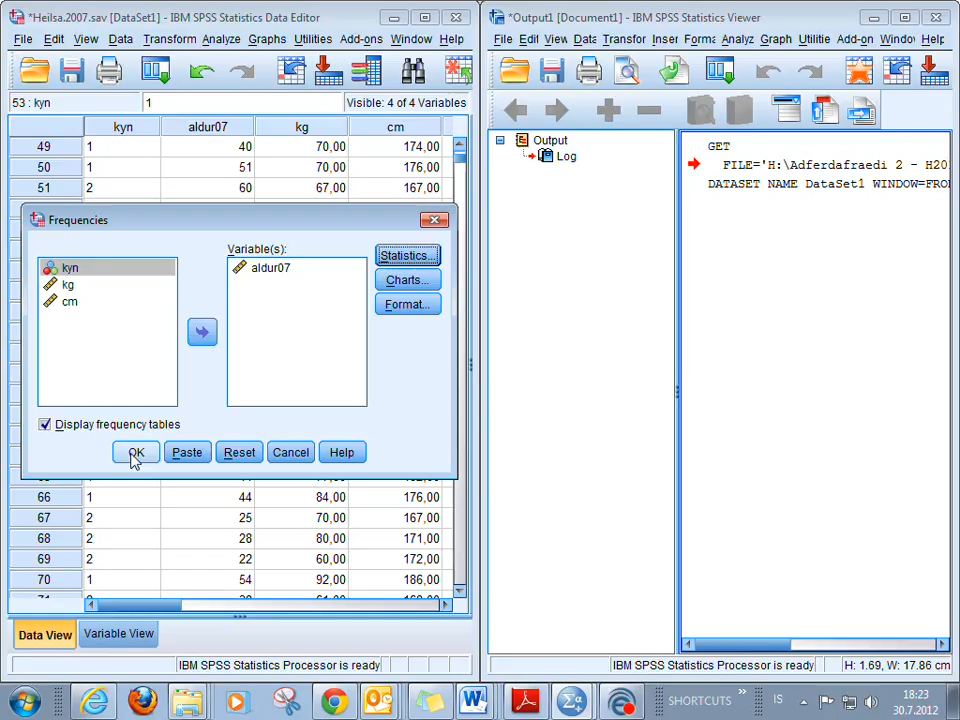 *Heilsa.2007.sav [DataSet1] - IBM SPSS Statistics Data Editor
File Edit View Data Transform Analyze Graphs Utilities Add-ons Window Help
53 : kyn 1 Visible: 4 of 4 Variables
kyn aldur07 kg cm
49 1 40 70,00 174,00
50 1 51 70,00 176,00
51 2 60 67,00 167,00
Frequencies
Variable(s):
kyn
kg
cm
aldur07
Statistics...
Charts...
Format...
Display frequency tables
OK Paste Reset Cancel Help
66 1 44 84,00 176,00
67 2 25 70,00 167,00
68 2 28 80,00 171,00
69 2 22 60,00 172,00
70 1 54 92,00 186,00
Data View Variable View
IBM SPSS Statistics Processor is ready
*Output1 [Document1] - IBM SPSS Statistics Viewer
File Edit View Data Transfor Inser Forma Analyz Graph Utilitie Add-on Windo Help
Output
Log
GET
FILE='H:\Adferdafraedi 2 - H20
DATASET NAME DataSet1 WINDOW=FRO
IBM SPSS Statistics Processor is ready H: 1.69, W: 17.86 cm
SHORTCUTS » IS 18:23
30.7.2012